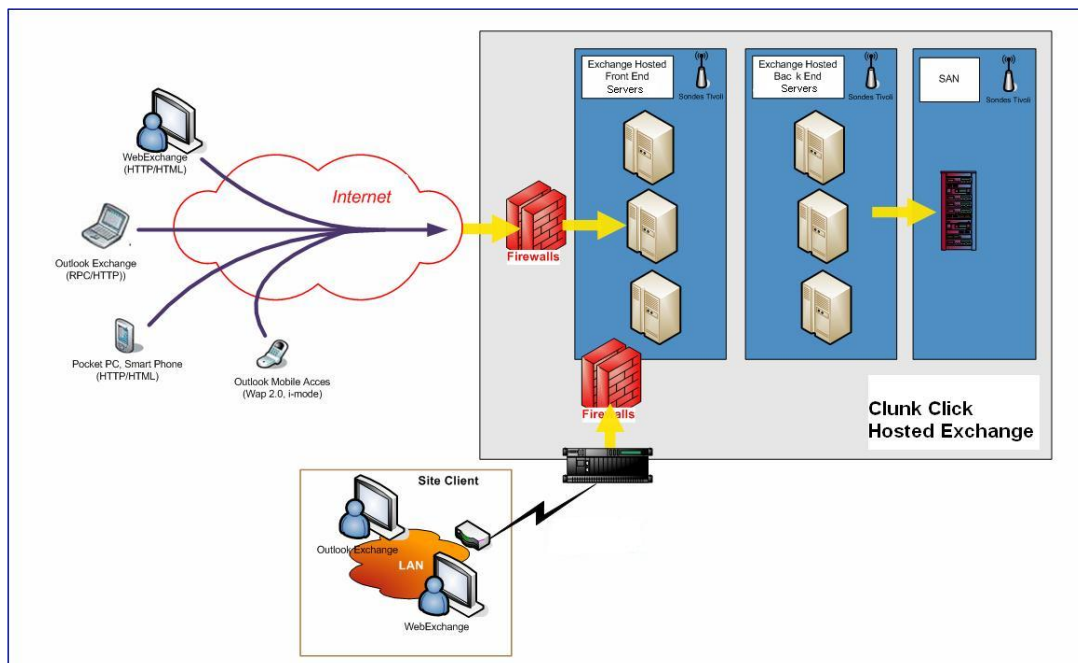 WebExchange
(HTTP/HTML)
Outlook Exchange
(RPC/HTTP))
Pocket PC, Smart Phone
(HTTP/HTML)
Outlook Mobile Acces
(Wap 2.0, i-mode)
Internet
Firewalls
Exchange Hosted
Front End
Servers
Sondes Tivoli
Exchange Hosted
Bac k End
Servers
Sondes Tivoli
SAN
Sondes Tivoli
Firewalls
Clunk Click
Hosted Exchange
Site Client
Outlook Exchange
LAN
WebExchange